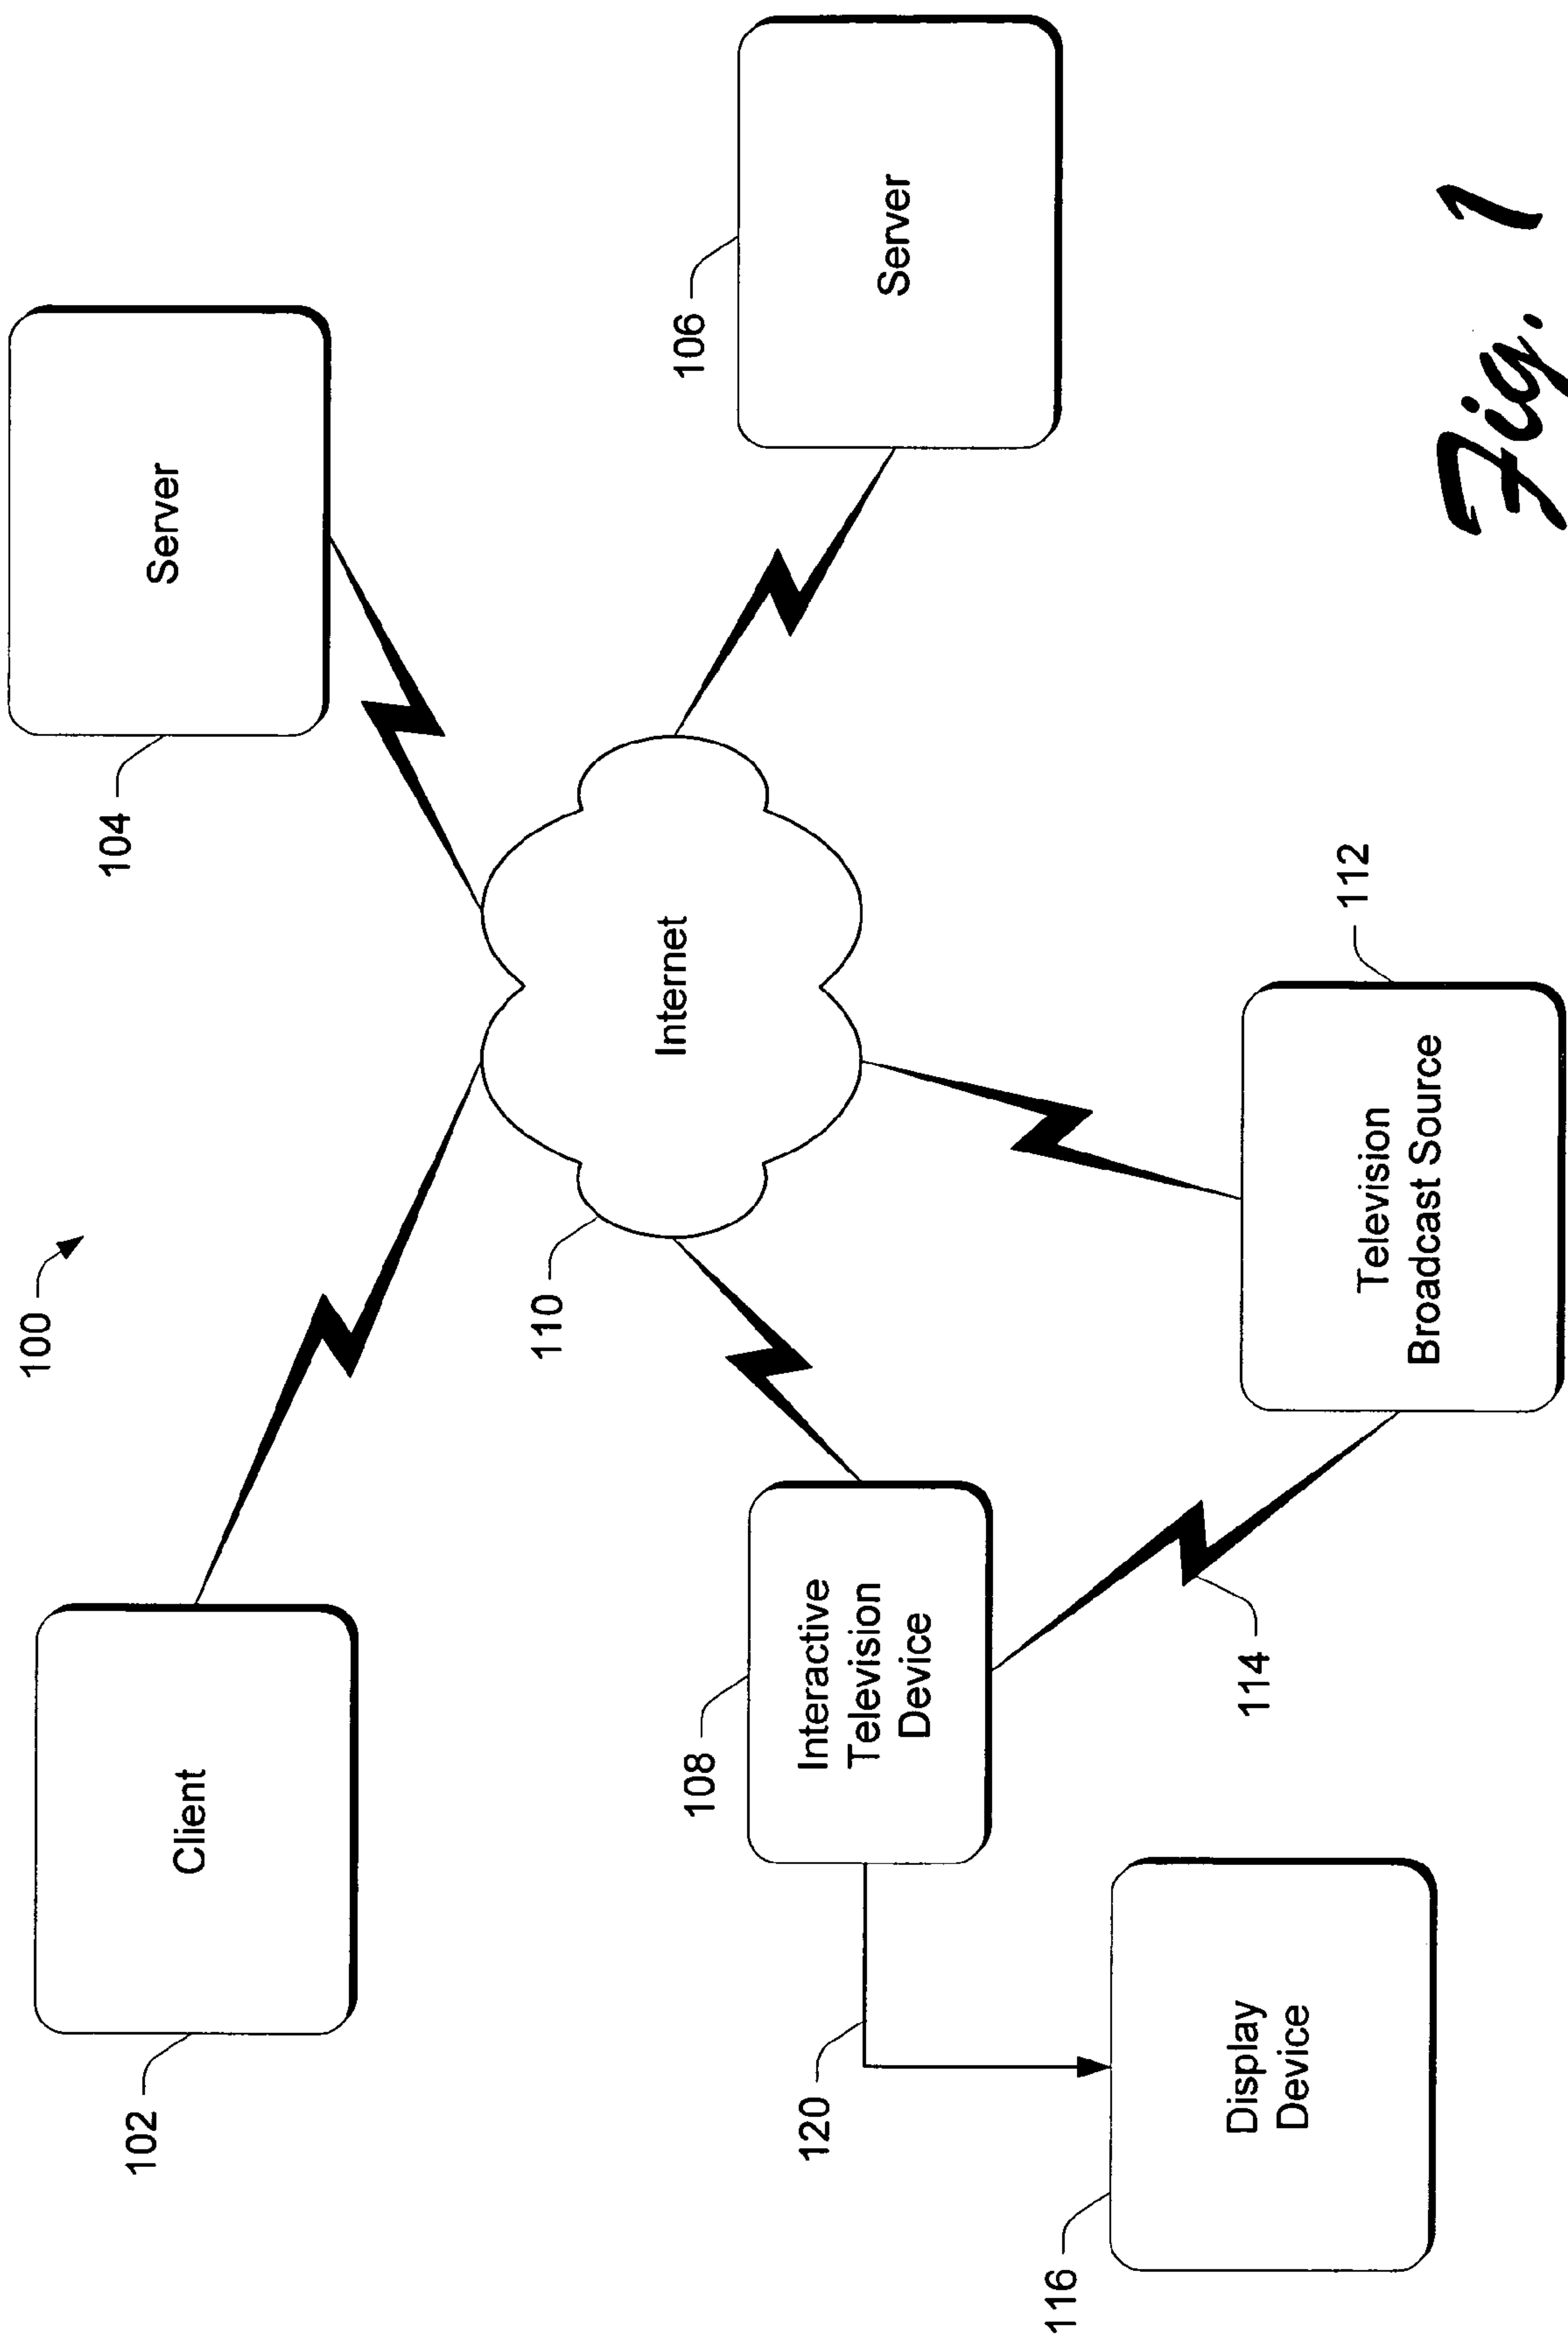 100
102
Client
104
Server
110
Internet
106
Server
108
Interactive
Television
Device
120
116
Display
Device
114
112
Television
Broadcast Source
Fig. 1